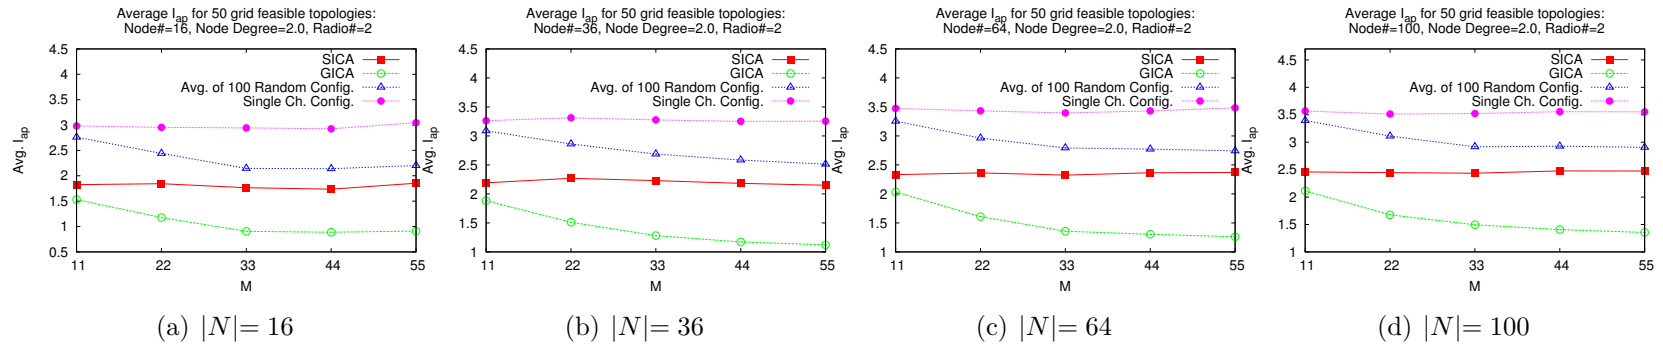 Average I_ap for 50 grid feasible topologies:
Node#=16, Node Degree=2.0, Radio#=2
4.5
4
3.5
3
2.5
2
1.5
1
0.5
Avg. I_ap
SICA
GICA
Avg. of 100 Random Config.
Single Ch. Config.
11
22
33
44
55
M
(a) |N|= 16
Average I_ap for 50 grid feasible topologies:
Node#=36, Node Degree=2.0, Radio#=2
4.5
4
3.5
3
2.5
2
1.5
1
Avg. I_ap
SICA
GICA
Avg. of 100 Random Config.
Single Ch. Config.
11
22
33
44
55
M
(b) |N|= 36
Average I_ap for 50 grid feasible topologies:
Node#=64, Node Degree=2.0, Radio#=2
4.5
4
3.5
3
2.5
2
1.5
1
Avg. I_ap
SICA
GICA
Avg. of 100 Random Config.
Single Ch. Config.
11
22
33
44
55
M
(c) |N|= 64
Average I_ap for 50 grid feasible topologies:
Node#=100, Node Degree=2.0, Radio#=2
4.5
4
3.5
3
2.5
2
1.5
1
Avg. I_ap
SICA
GICA
Avg. of 100 Random Config.
Single Ch. Config.
11
22
33
44
55
M
(d) |N|= 100